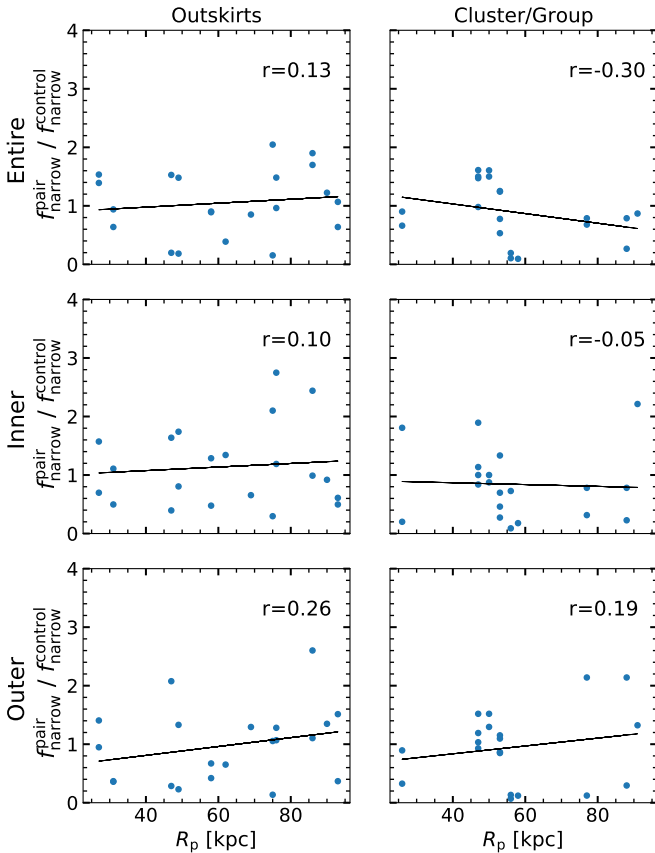 Outskirts Cluster/Group
Entire
f^pair_narrow / f^control_narrow
4
3
2
1
0
r=0.13
r=-0.30
Inner
f^pair_narrow / f^control_narrow
4
3
2
1
0
r=0.10
r=-0.05
Outer
f^pair_narrow / f^control_narrow
4
3
2
1
0
r=0.26
r=0.19
40 60 80 40 60 80
R_p [kpc] R_p [kpc]